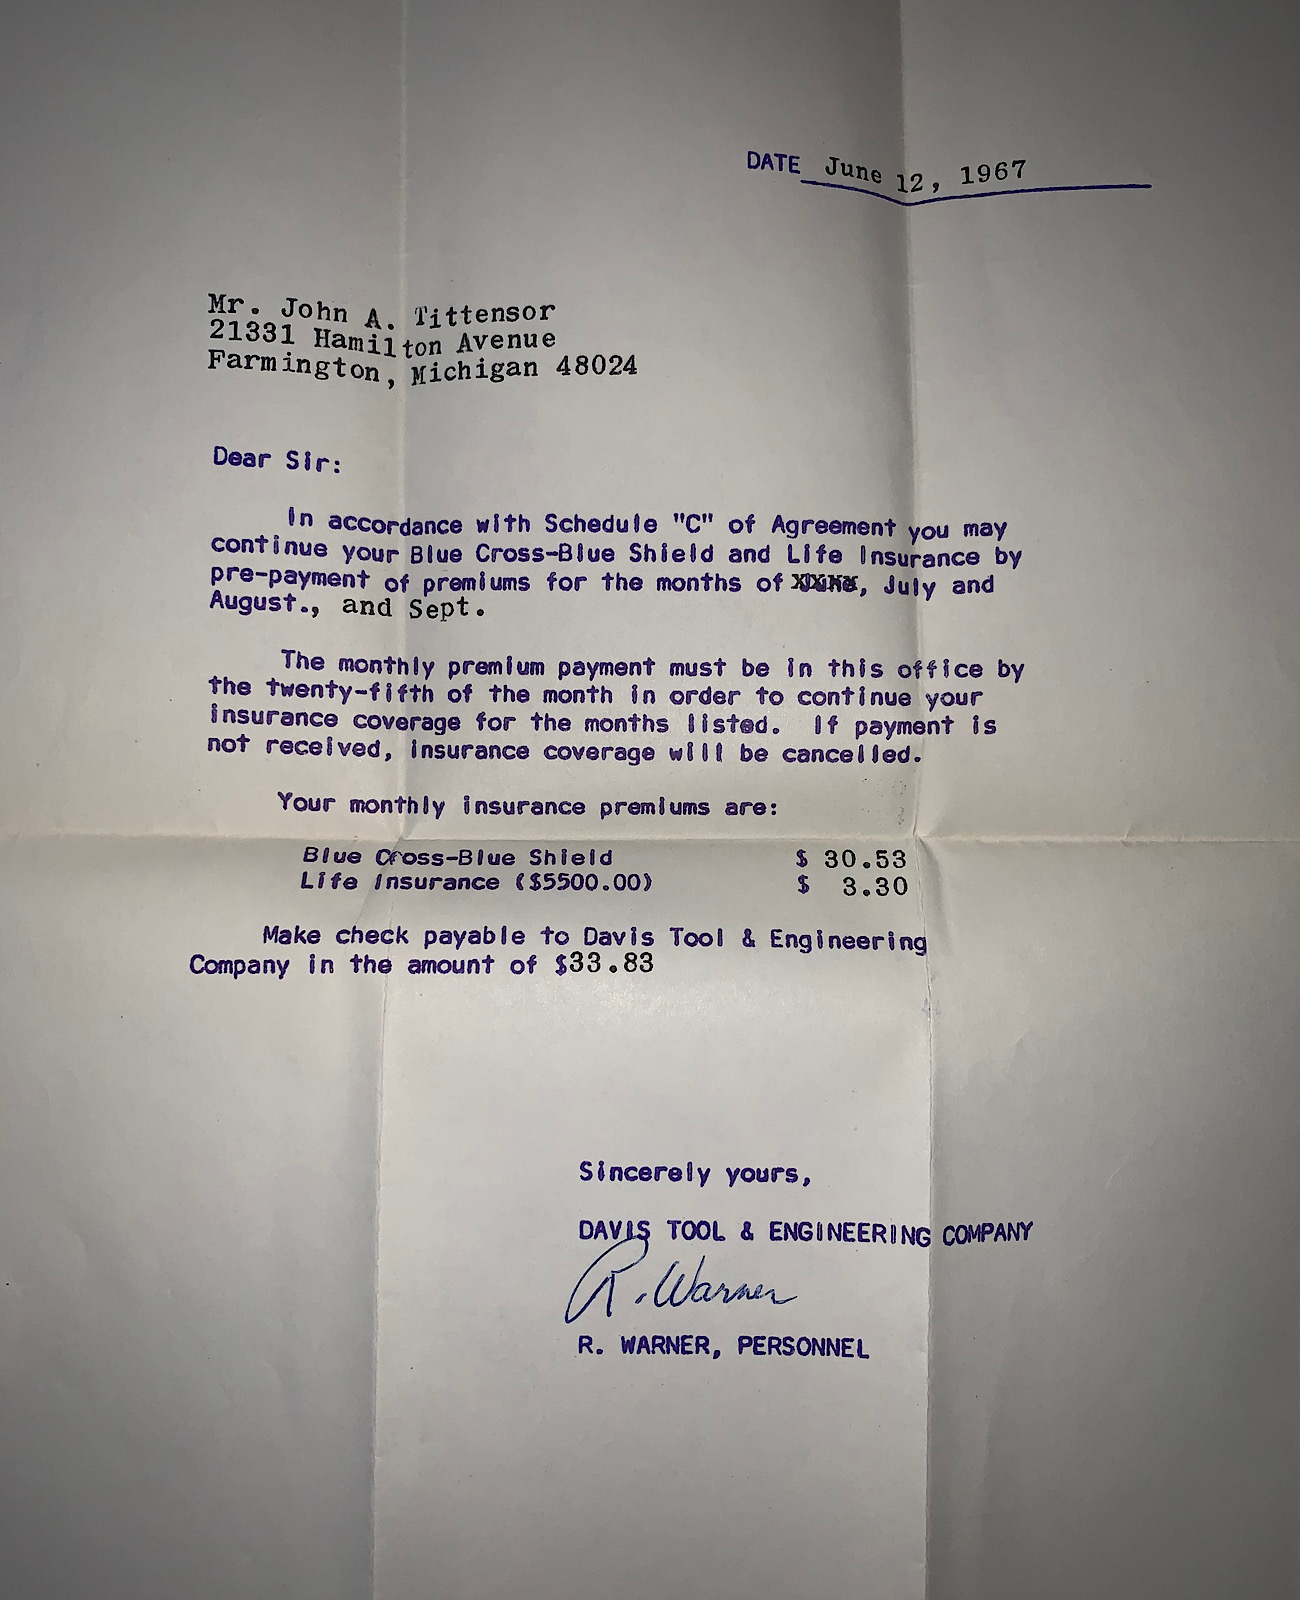 DATE June 12, 1967
Mr. John A. Tittensor
21331 Hamilton Avenue
Farmington, Michigan 48024
Dear Sir:
In accordance with Schedule "C" of Agreement you may
continue your Blue Cross-Blue Shield and Life Insurance by
pre-payment of premiums for the months of , July and
August., and Sept.
The monthly premium payment must be in this office by
the twenty-fifth of the month in order to continue your
insurance coverage for the months listed. If payment is
not received, insurance coverage will be cancelled.
Your monthly insurance premiums are:
Blue Cross-Blue Shield $ 30.53
Life Insurance ($5500.00) $ 3.30
Make check payable to Davis Tool & Engineering
Company in the amount of $33.83
Sincerely yours,
DAVIS TOOL & ENGINEERING COMPANY
R. Warner
R. WARNER, PERSONNEL